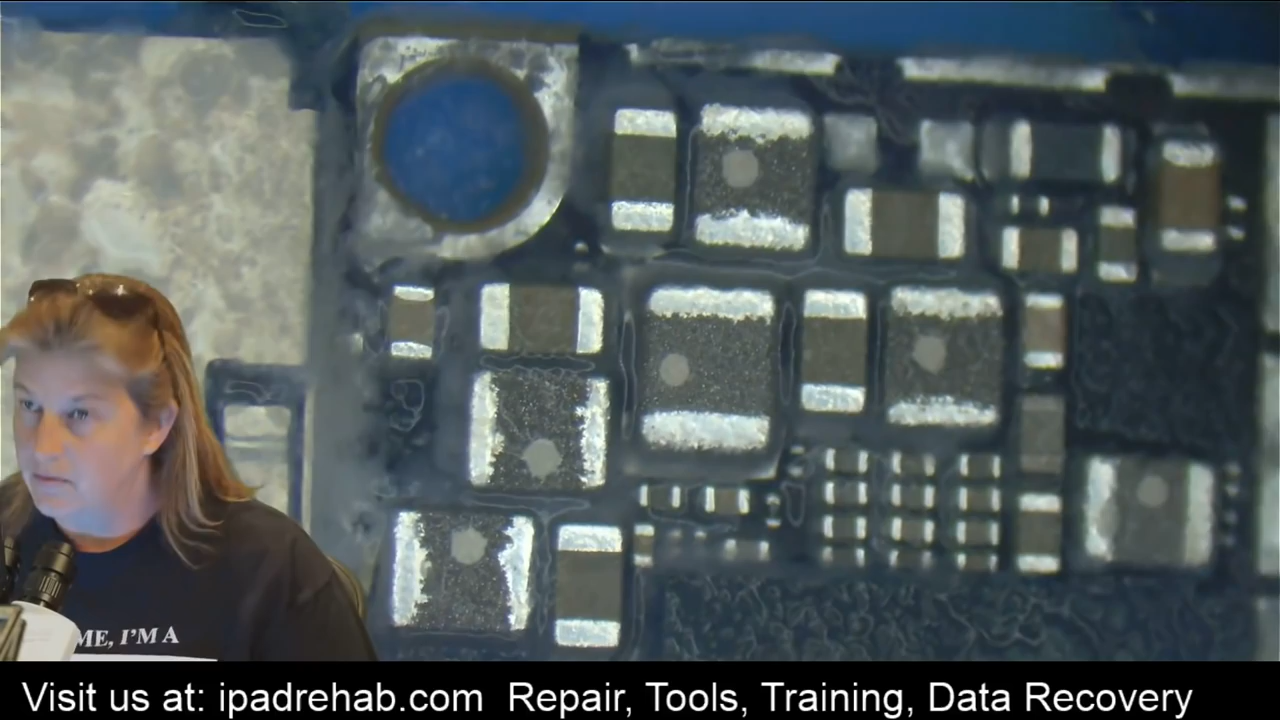 ME, I'M A
Visit us at: ipadrehab.com Repair, Tools, Training, Data Recovery